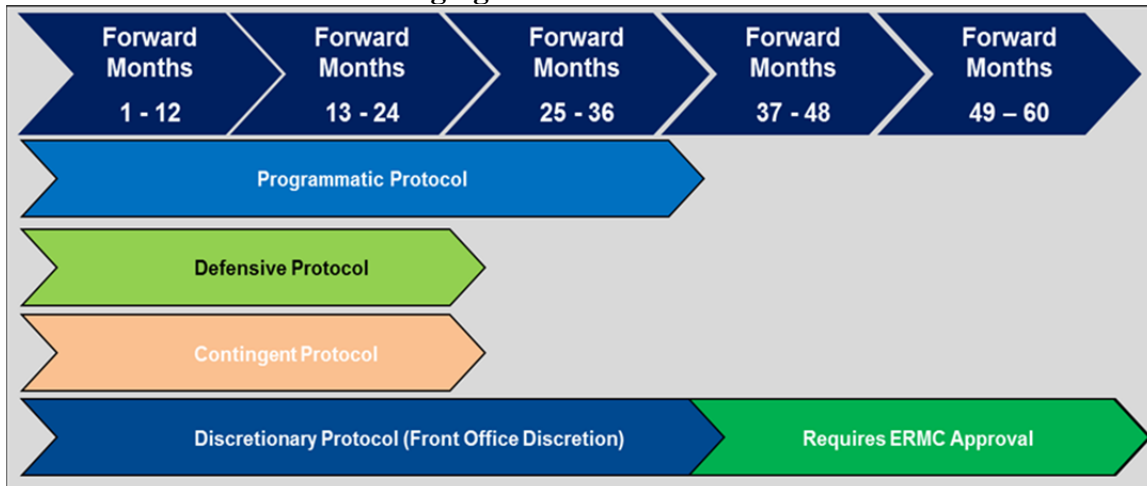 Forward
Months
1 - 12
Forward
Months
13 - 24
Forward
Months
25 - 36
Forward
Months
37 - 48
Forward
Months
49 – 60
Programmatic Protocol
Defensive Protocol
Contingent Protocol
Discretionary Protocol (Front Office Discretion)
Requires ERMC Approval